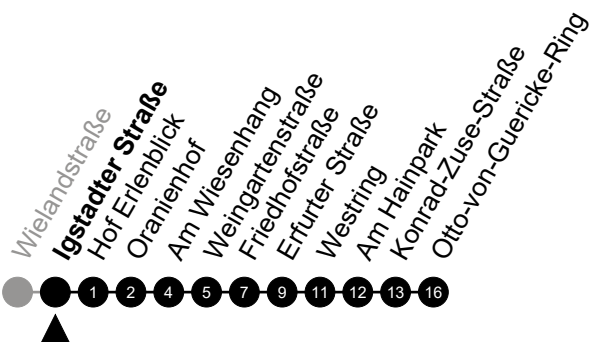 Wielandstraße
Igstadter Straße
Hof Erlenblick
Oranienhof
Am Wiesenhang
Weingartenstraße
Friedhofstraße
Erfurter Straße
Westring
Am Hainpark
Konrad-Zuse-Straße
Otto-von-Guericke-Ring
1 2 4 5 7 9 11 12 13 16